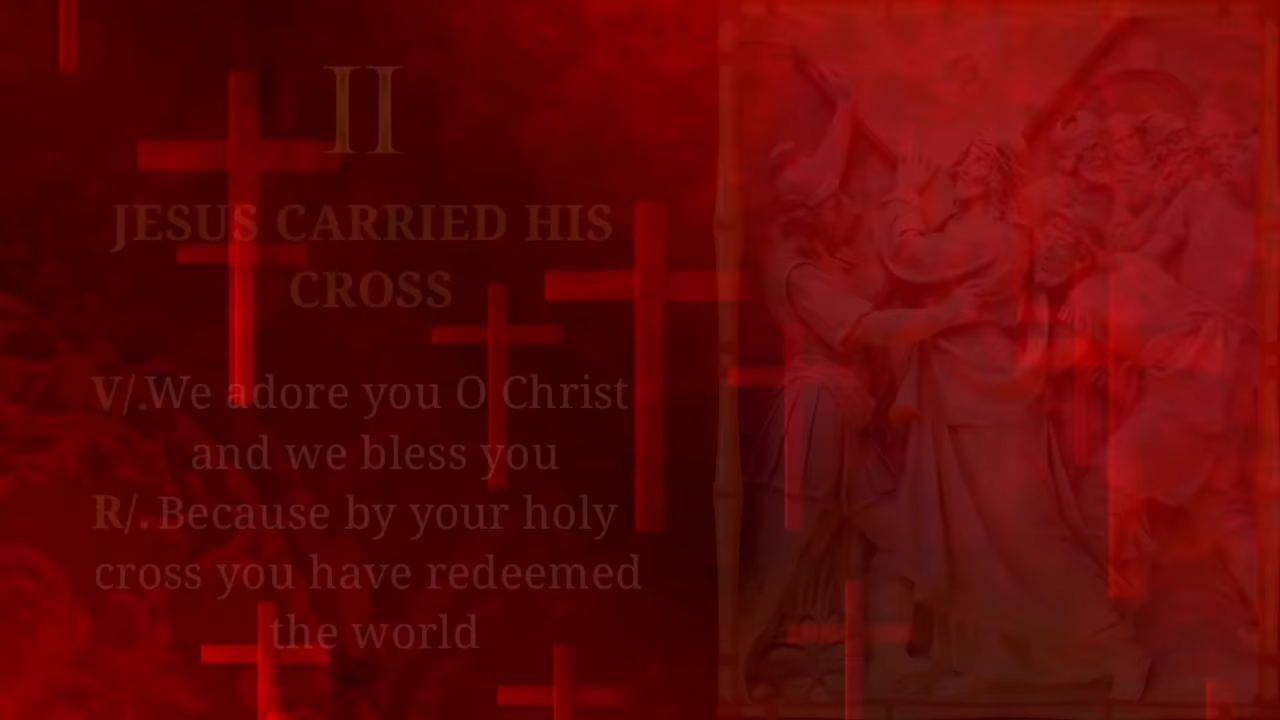 II
JESUS CARRIED HIS
CROSS
V/.We adore you O Christ
and we bless you
R/.Because by your holy
cross you have redeemed
the world